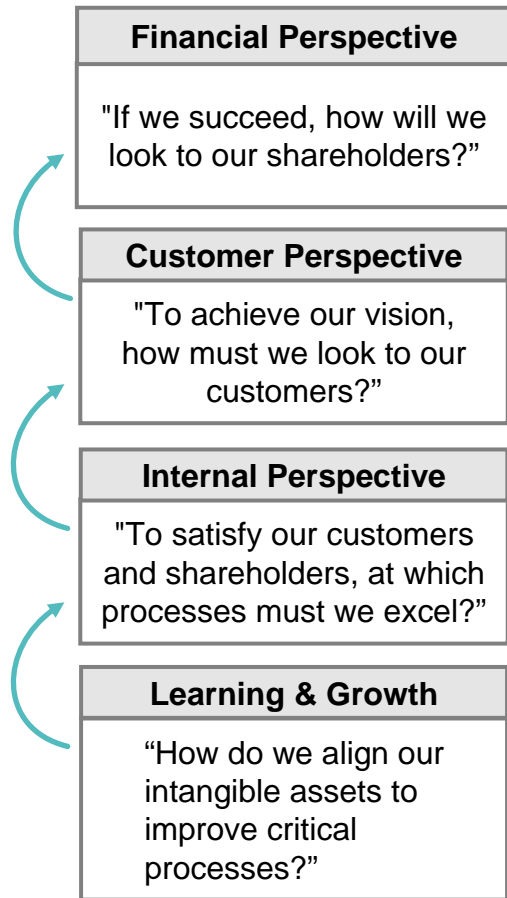 Financial Perspective
"If we succeed, how will we
look to our shareholders?”
Customer Perspective
"To achieve our vision,
how must we look to our
customers?”
Internal Perspective
"To satisfy our customers
and shareholders, at which
processes must we excel?”
Learning & Growth
“How do we align our
intangible assets to
improve critical
processes?”